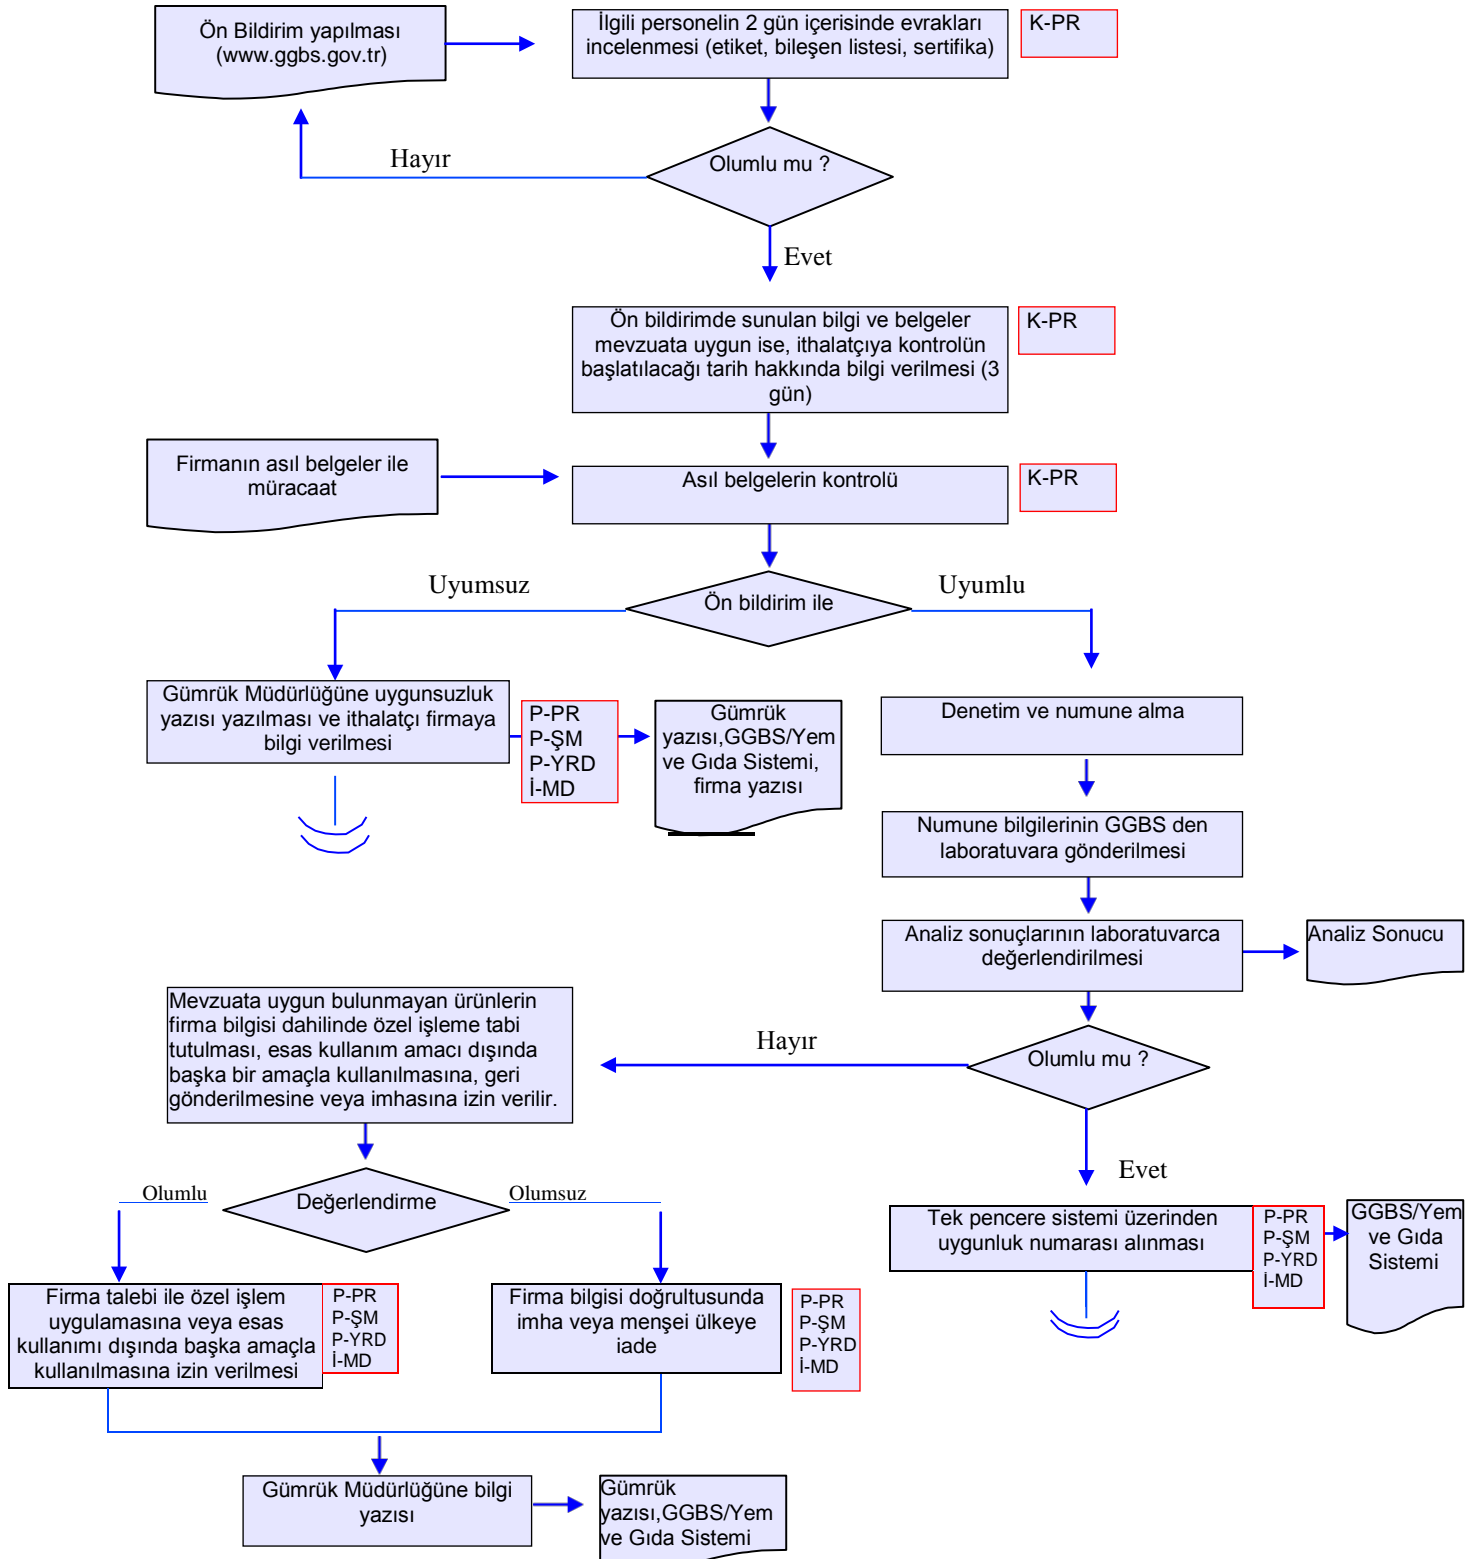 Ön Bildirim yapılması
(www.ggbs.gov.tr)
İlgili personelin 2 gün içerisinde evrakları
incelenmesi (etiket, bileşen listesi, sertifika)
K-PR
Hayır
Olumlu mu ?
Evet
Ön bildirimde sunulan bilgi ve belgeler
mevzuata uygun ise, ithalatçıya kontrolün
başlatılacağı tarih hakkında bilgi verilmesi (3
gün)
K-PR
Firmanın asıl belgeler ile
müracaat
Asıl belgelerin kontrolü
K-PR
Uyumsuz
Ön bildirim ile
Uyumlu
Gümrük Müdürlüğüne uygunsuzluk
yazısı yazılması ve ithalatçı firmaya
bilgi verilmesi
P-PR
P-ŞM
P-YRD
İ-MD
Gümrük
yazısı,GGBS/Yem
ve Gıda Sistemi,
firma yazısı
Denetim ve numune alma
Numune bilgilerinin GGBS den
laboratuvara gönderilmesi
Analiz sonuçlarının laboratuvarca
değerlendirilmesi
Analiz Sonucu
Mevzuata uygun bulunmayan ürünlerin
firma bilgisi dahilinde özel işleme tabi
tutulması, esas kullanım amacı dışında
başka bir amaçla kullanılmasına, geri
gönderilmesine veya imhasına izin verilir.
Hayır
Olumlu mu ?
Evet
Olumlu
Değerlendirme
Olumsuz
Tek pencere sistemi üzerinden
uygunluk numarası alınması
P-PR
P-ŞM
P-YRD
İ-MD
GGBS/Yem
ve Gıda
Sistemi
Firma talebi ile özel işlem
uygulamasına veya esas
kullanımı dışında başka amaçla
kullanılmasına izin verilmesi
P-PR
P-ŞM
P-YRD
İ-MD
Firma bilgisi doğrultusunda
imha veya menşei ülkeye
iade
P-PR
P-ŞM
P-YRD
İ-MD
Gümrük Müdürlüğüne bilgi
yazısı
Gümrük
yazısı,GGBS/Yem
ve Gıda Sistemi